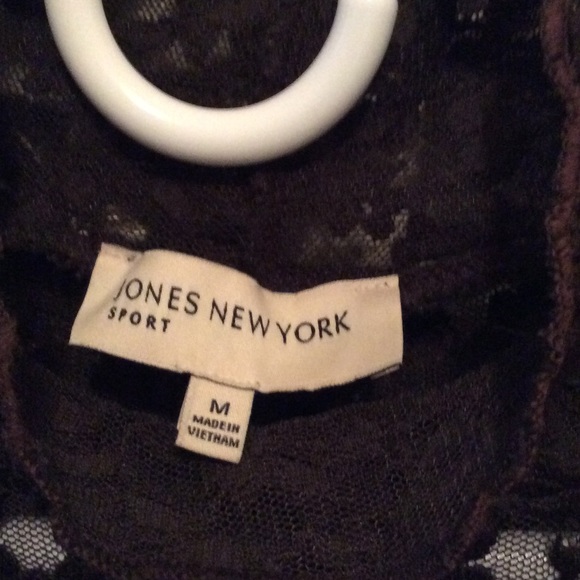 JONES NEW YORK
SPORT
M
MADE IN
VIETNAM